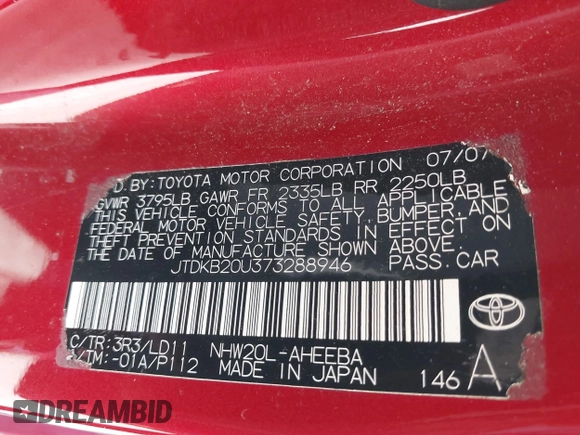 D. BY: TOYOTA MOTOR CORPORATION 07/07
GVWR 3795LB GAWR FR 2335LB RR 2250LB
THIS VEHICLE CONFORMS TO ALL APPLICABLE
FEDERAL MOTOR VEHICLE SAFETY, BUMPER, AND
THEFT PREVENTION STANDARDS IN EFFECT ON
THE DATE OF MANUFACTURE SHOWN ABOVE.
JTDKB20U373288946 PASS. CAR
C/TR: 3R3/LD11 NHW20L-AHEEBA
/TM: -01A/P112 MADE IN JAPAN 146 A
DREAMBID